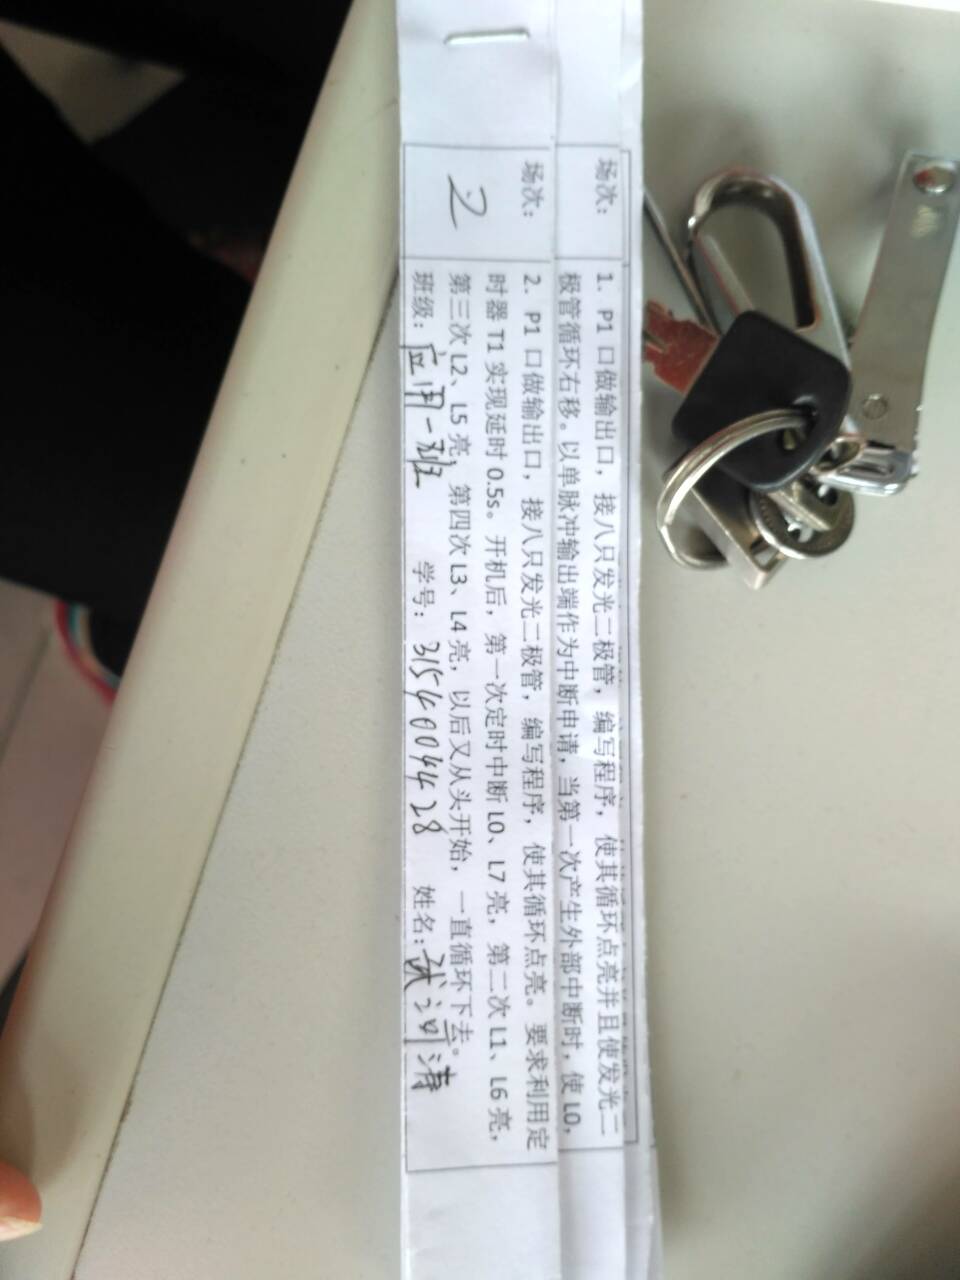 场次:
1、P1 口做输出口，接八只发光二极管，编写程序，使其循环点亮并且使发光二
极管循环右移。以单脉冲输出端作为中断申请，当第一次产生外部中断时，使 L0,
场次:
2
2、P1 口做输出口，接八只发光二极管，编写程序，使其循环点亮。要求利用定
时器 T1 实现延时 0.5s。开机后，第一次定时中断 L0、L7 亮，第二次 L1、L6 亮，
第三次 L2、L5 亮，第四次 L3、L4 亮，以后又从头开始，一直循环下去。
班级: 应用一班 学号: 3154004428 姓名: 武